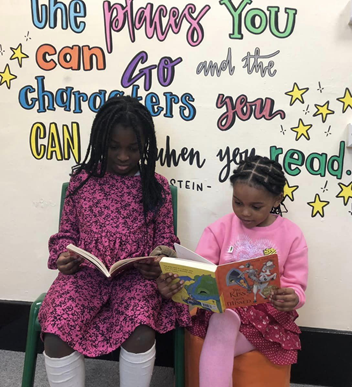 the places You
can Go and the
characters you
CAN when you read.
STEIN -